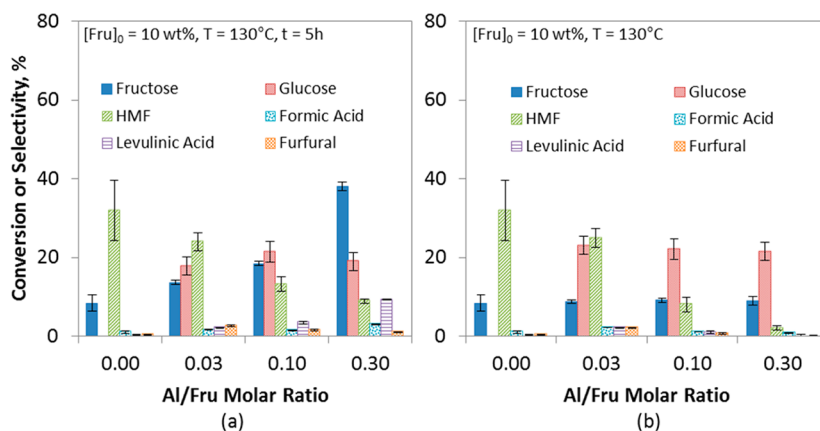 [Fru]₀ = 10 wt%, T = 130°C, t = 5h
Fructose Glucose
HMF Formic Acid
Levulinic Acid Furfural
Conversion or Selectivity, %
80
60
40
20
0
0.00 0.03 0.10 0.30
Al/Fru Molar Ratio
(a)
[Fru]₀ = 10 wt%, T = 130°C
Fructose Glucose
HMF Formic Acid
Levulinic Acid Furfural
80
60
40
20
0
0.00 0.03 0.10 0.30
Al/Fru Molar Ratio
(b)